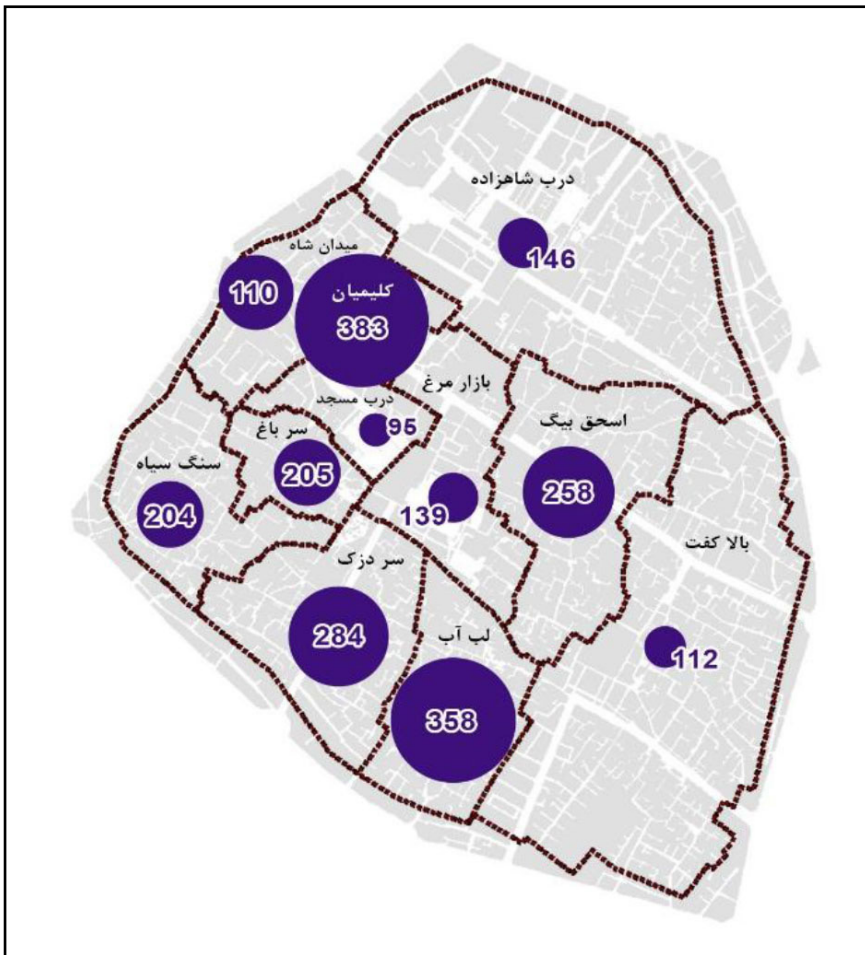 درب شاهزاده
146
میدان شاه
110
کلیمیان
383
بازار مرغ
درب مسجد
95
اسحق بیگ
258
سر باغ
205
سنگ سیاه
204
139
بالا کفت
112
سر دزک
284
لب آب
358